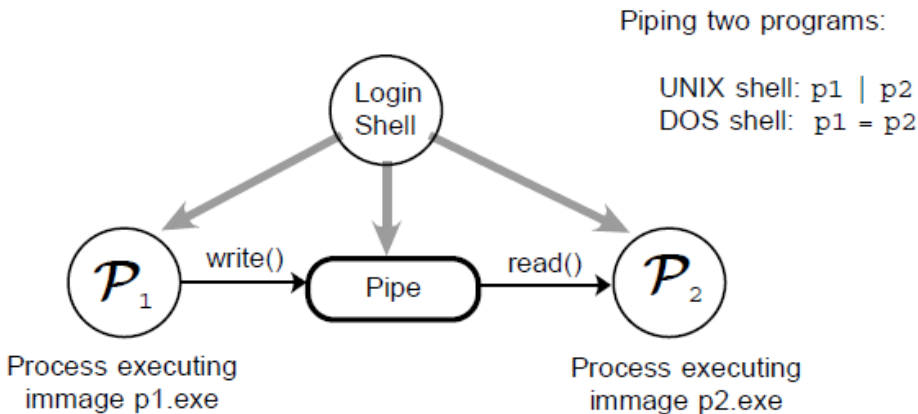 Piping two programs:
UNIX shell: p1 | p2
DOS shell: p1 = p2
Login
Shell
write()
read()
P1
Pipe
P2
Process executing
immage p1.exe
Process executing
immage p2.exe